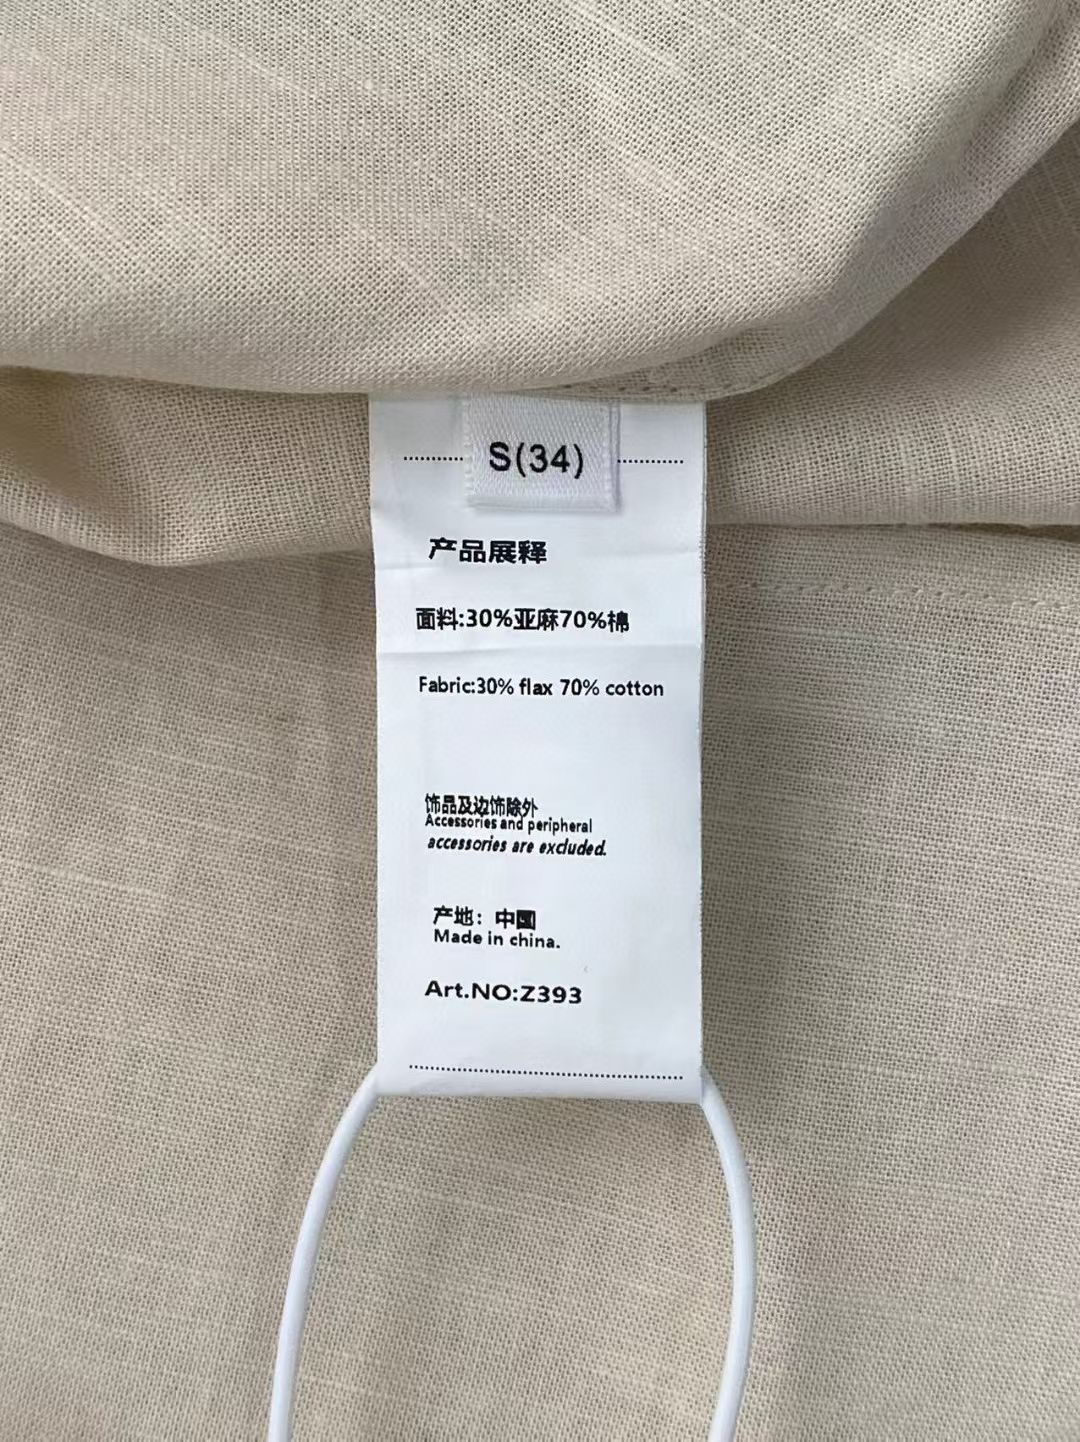 S(34)
产品展释
面料:30%亚麻70%棉
Fabric:30% flax 70% cotton
饰品及边饰除外
Accessories and peripheral
accessories are excluded.
产地：中国
Made in china.
Art.NO:Z393